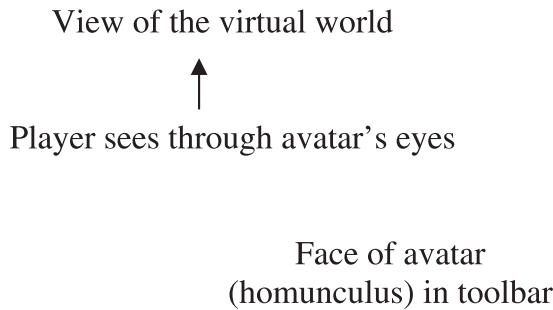 View of the virtual world
Player sees through avatar’s eyes
Face of avatar
(homunculus) in toolbar